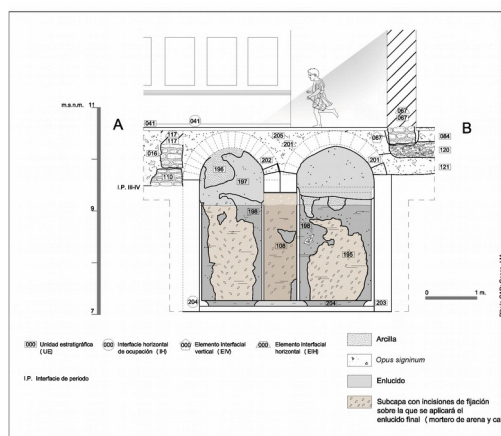 m.s.n.m. 11
A
B
041
041
067
067
117
117
016
110
205
201
202
067
201
084
120
121
I.P. III-IV
196
197
9
198
198
108
195
204
204
203
7
0 1 m.
000 Unidad estratigráfica (UE)
000 Interfacie horizontal de ocupación (IH)
000 Elemento interfacial vertical (EIV)
000 Elemento interfacial horizontal (EIH)
I.P. Interfacie de periodo
Arcilla
Opus signinum
Enlucido
Subcapa con incisiones de fijación
sobre la que se aplicará el
enlucido final ( mortero de arena y ca